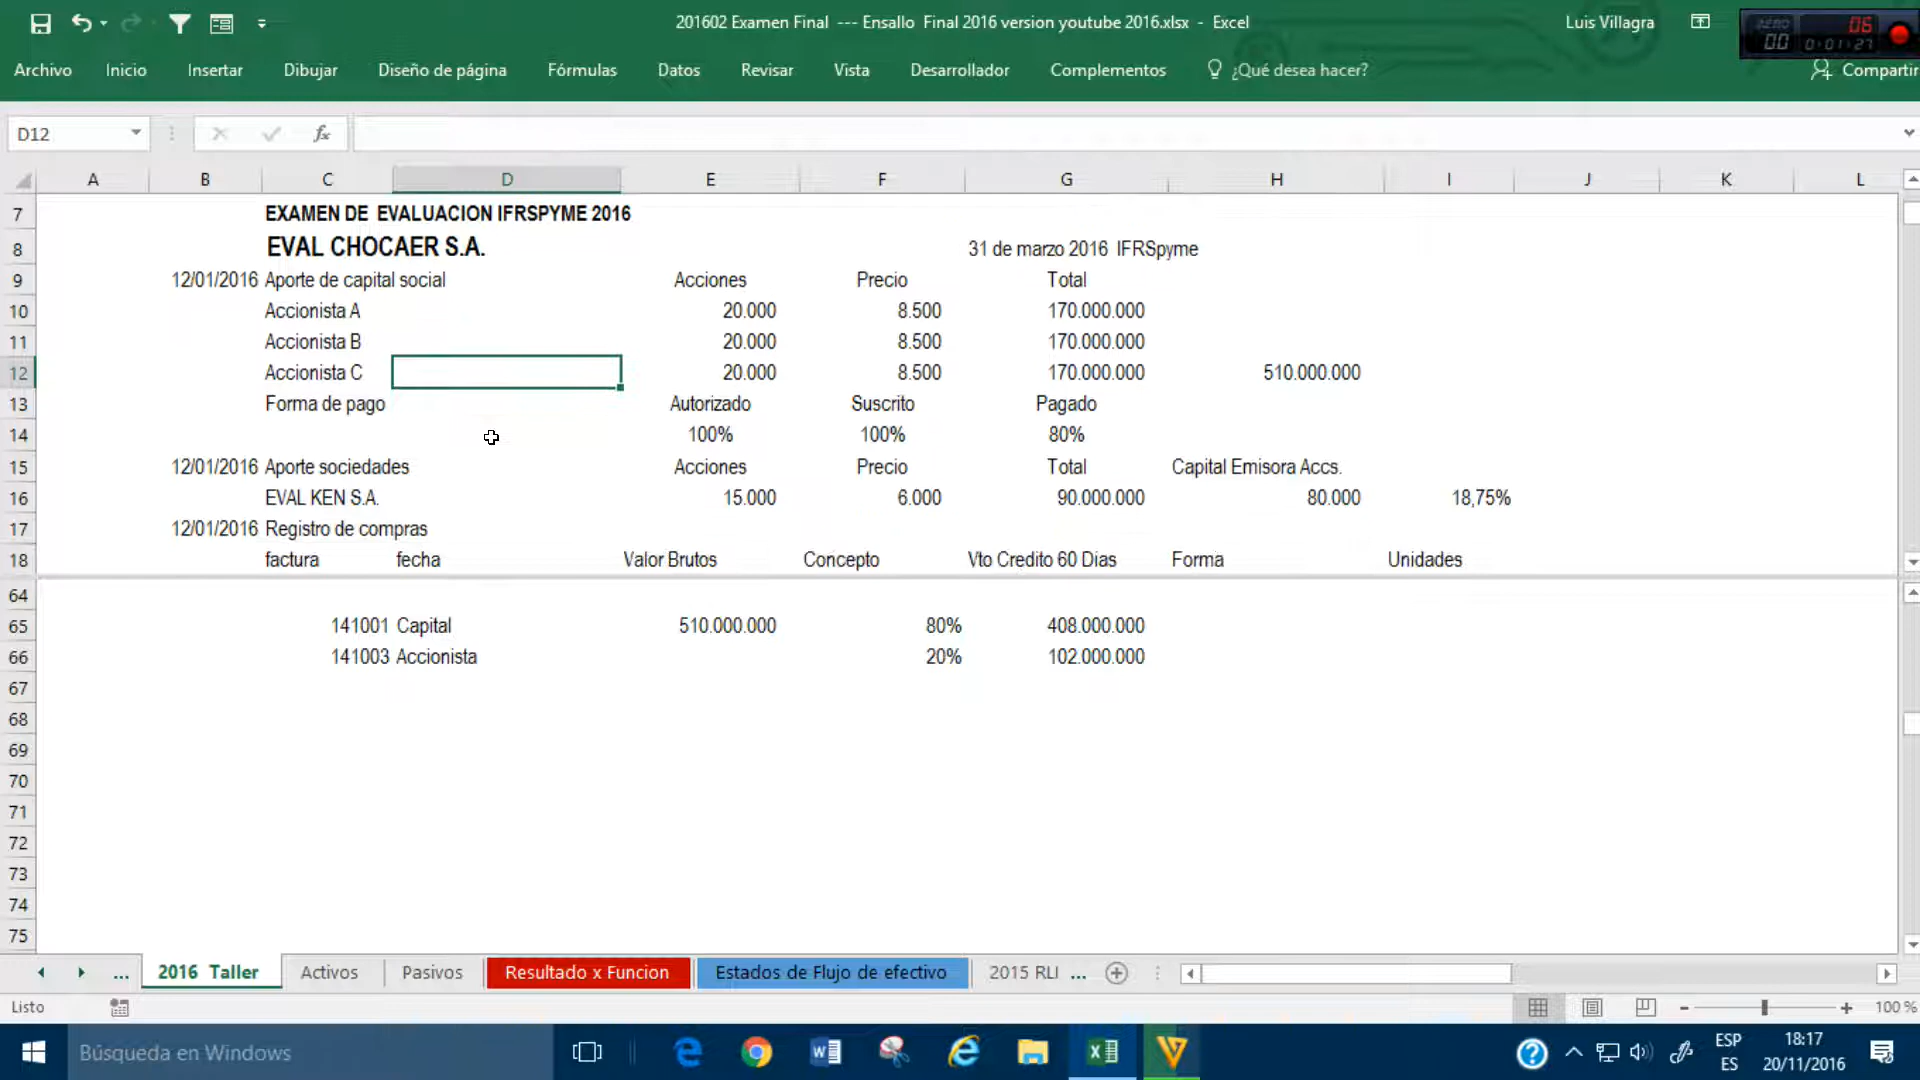 201602 Examen Final --- Ensallo Final 2016 version youtube 2016.xlsx - Excel
Luis Villagra
00
06
0:01:27
Archivo Inicio Insertar Dibujar Diseño de página Fórmulas Datos Revisar Vista Desarrollador Complementos ¿Qué desea hacer? Compartir
D12 fx
A B C D E F G H I J K L
7 EXAMEN DE EVALUACION IFRSPYME 2016
8 EVAL CHOCAER S.A. 31 de marzo 2016 IFRSpyme
9 12/01/2016 Aporte de capital social Acciones Precio Total
10 Accionista A 20.000 8.500 170.000.000
11 Accionista B 20.000 8.500 170.000.000
12 Accionista C 20.000 8.500 170.000.000 510.000.000
13 Forma de pago Autorizado Suscrito Pagado
14 100% 100% 80%
15 12/01/2016 Aporte sociedades Acciones Precio Total Capital Emisora Accs.
16 EVAL KEN S.A. 15.000 6.000 90.000.000 80.000 18,75%
17 12/01/2016 Registro de compras
18 factura fecha Valor Brutos Concepto Vto Credito 60 Dias Forma Unidades
64
65 141001 Capital 510.000.000 80% 408.000.000
66 141003 Accionista 20% 102.000.000
67
68
69
70
71
72
73
74
75
... 2016 Taller Activos Pasivos Resultado x Funcion Estados de Flujo de efectivo 2015 RLI ...
Listo 100 %
Búsqueda en Windows
ESP
ES
18:17
20/11/2016